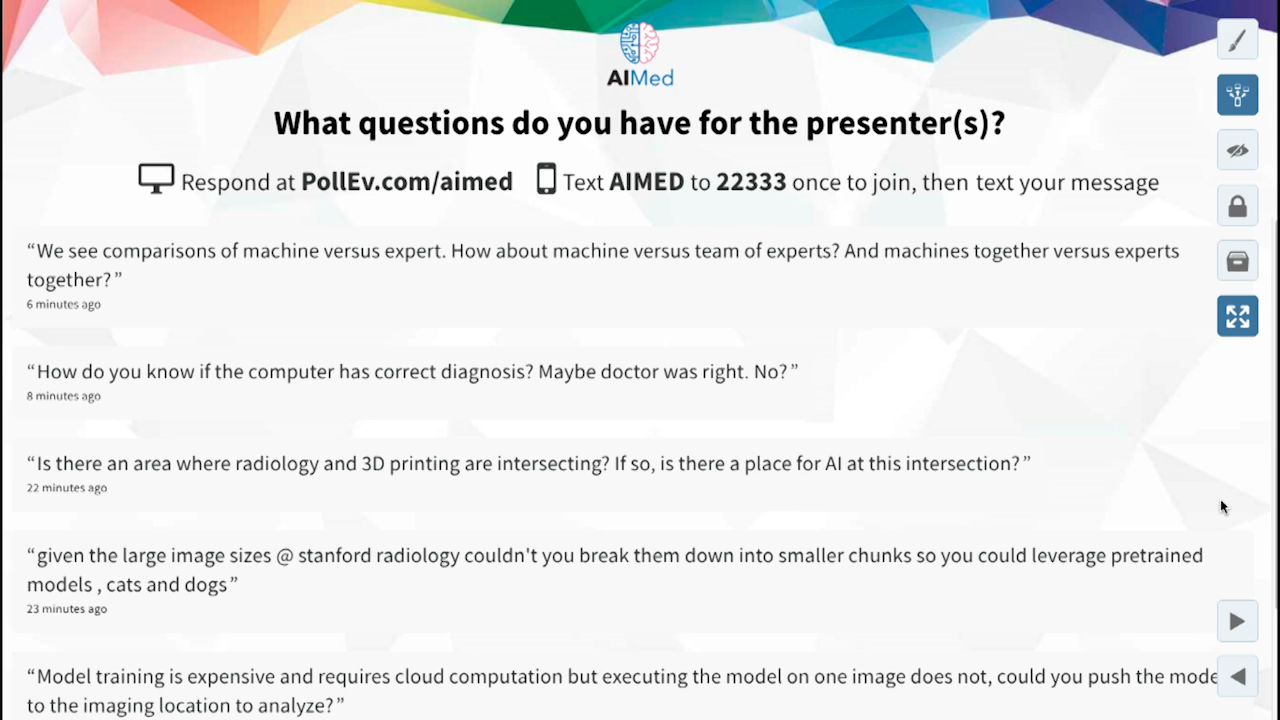 AIMed
What questions do you have for the presenter(s)?
Respond at PollEv.com/aimed Text AIMED to 22333 once to join, then text your message
“We see comparisons of machine versus expert. How about machine versus team of experts? And machines together versus experts
together?”
6 minutes ago
“How do you know if the computer has correct diagnosis? Maybe doctor was right. No?”
8 minutes ago
“Is there an area where radiology and 3D printing are intersecting? If so, is there a place for AI at this intersection?”
22 minutes ago
“given the large image sizes @ stanford radiology couldn't you break them down into smaller chunks so you could leverage pretrained
models , cats and dogs”
23 minutes ago
“Model training is expensive and requires cloud computation but executing the model on one image does not, could you push the mode
to the imaging location to analyze?”